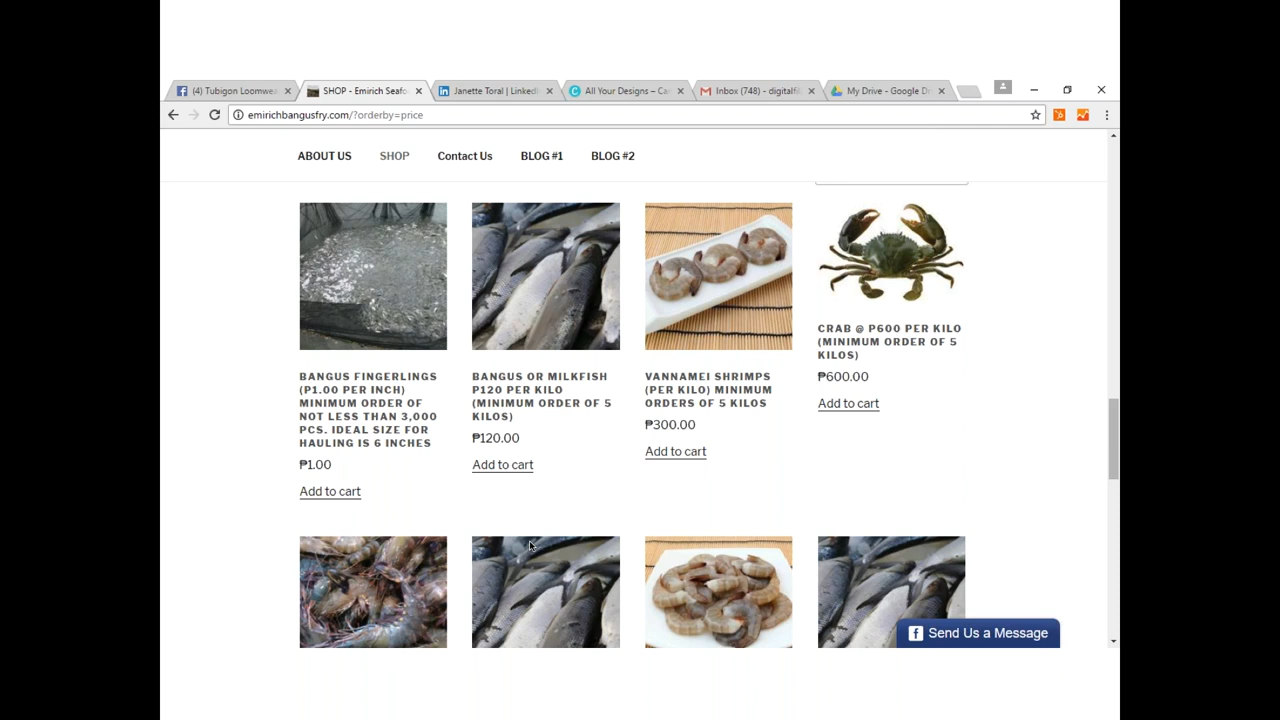 (4) Tubigon Loomwea
SHOP - Emirich Seafo
Janette Toral | LinkedI
All Your Designs – Ca
Inbox (748) - digitalfi
My Drive - Google Dr
emirichbangusfry.com/?orderby=price
ABOUT US
SHOP
Contact Us
BLOG #1
BLOG #2
BANGUS FINGERLINGS
(P1.00 PER INCH)
MINIMUM ORDER OF
NOT LESS THAN 3,000
PCS. IDEAL SIZE FOR
HAULING IS 6 INCHES
₱1.00
Add to cart
BANGUS OR MILKFISH
P120 PER KILO
(MINIMUM ORDER OF 5
KILOS)
₱120.00
Add to cart
VANNAMEI SHRIMPS
(PER KILO) MINIMUM
ORDERS OF 5 KILOS
₱300.00
Add to cart
CRAB @ P600 PER KILO
(MINIMUM ORDER OF 5
KILOS)
₱600.00
Add to cart
Send Us a Message